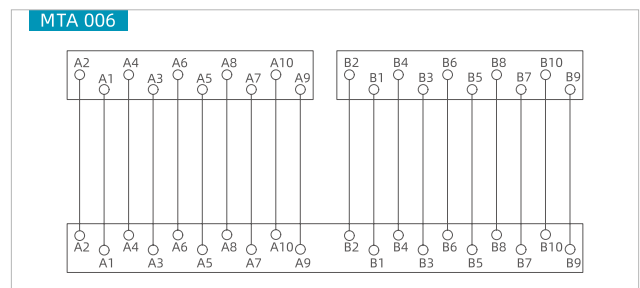 MTA 006
A2 A4 A6 A8 A10 B2 B4 B6 B8 B10
A1 A3 A5 A7 A9 B1 B3 B5 B7 B9
A2 A4 A6 A8 A10 B2 B4 B6 B8 B10
A1 A3 A5 A7 A9 B1 B3 B5 B7 B9